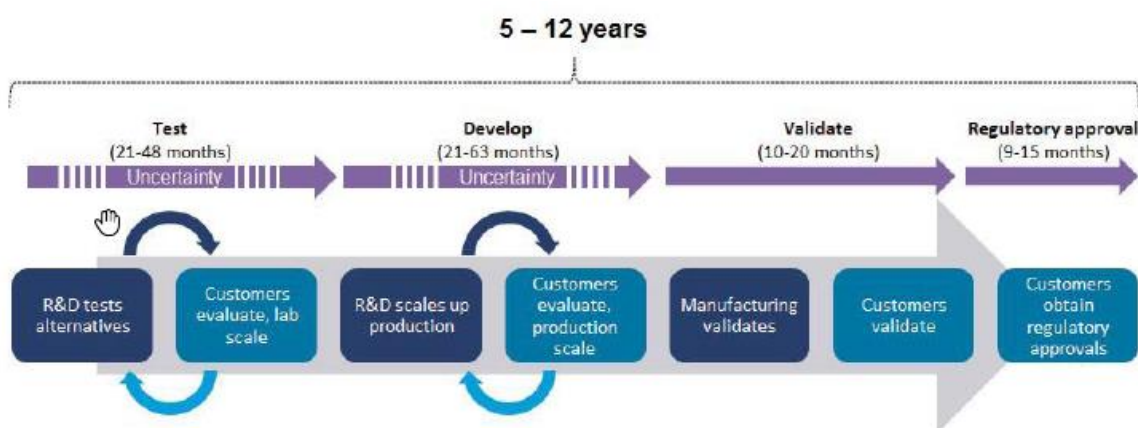 5 – 12 years
Test
(21-48 months)
Uncertainty
Develop
(21-63 months)
Uncertainty
Validate
(10-20 months)
Regulatory approval
(9-15 months)
R&D tests
alternatives
Customers
evaluate, lab
scale
R&D scales up
production
Customers
evaluate,
production
scale
Manufacturing
validates
Customers
validate
Customers
obtain
regulatory
approvals